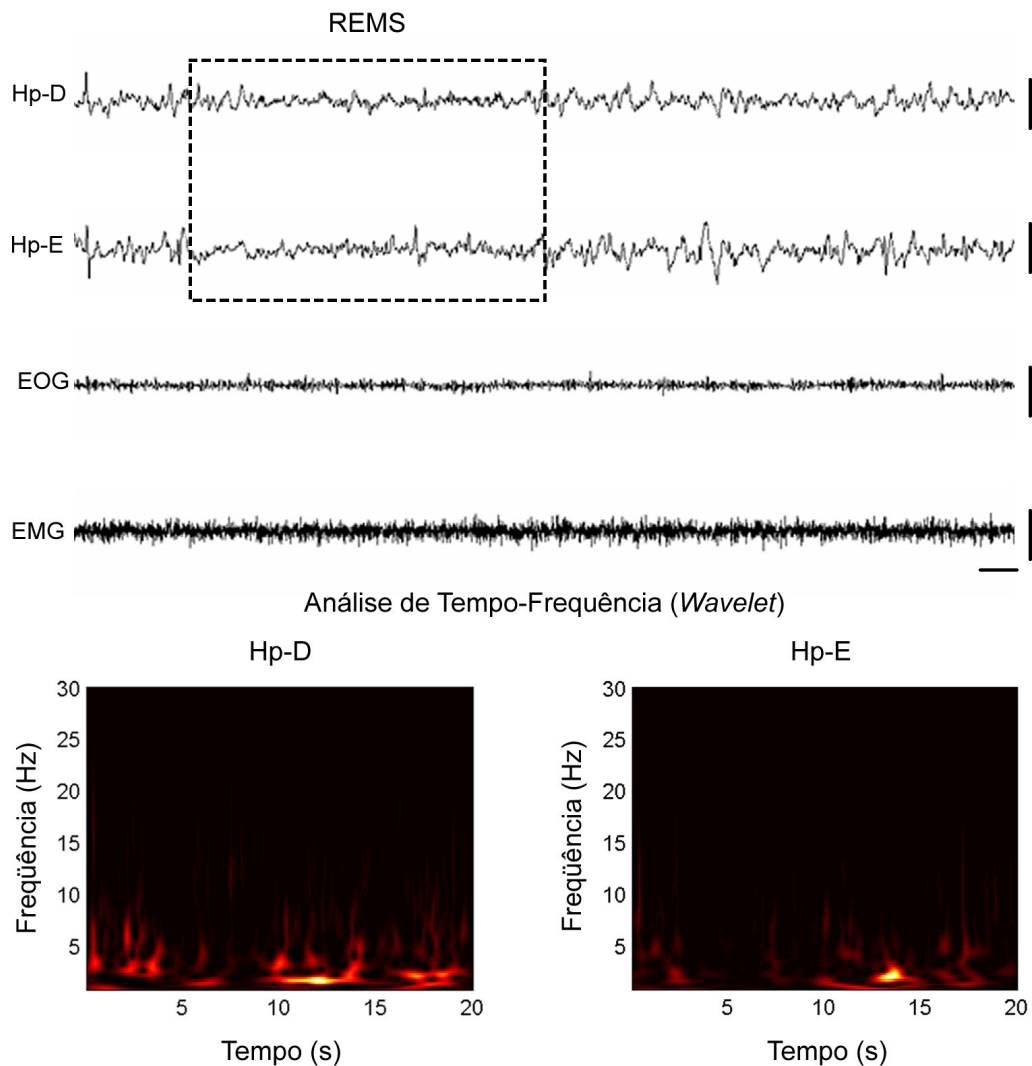 REMS
Hp-D
Hp-E
EOG
EMG
Análise de Tempo-Frequência (Wavelet)
Hp-D
30
25
20
15
10
5
Freqüência (Hz)
5 10 15 20
Tempo (s)
Hp-E
30
25
20
15
10
5
Freqüência (Hz)
5 10 15 20
Tempo (s)